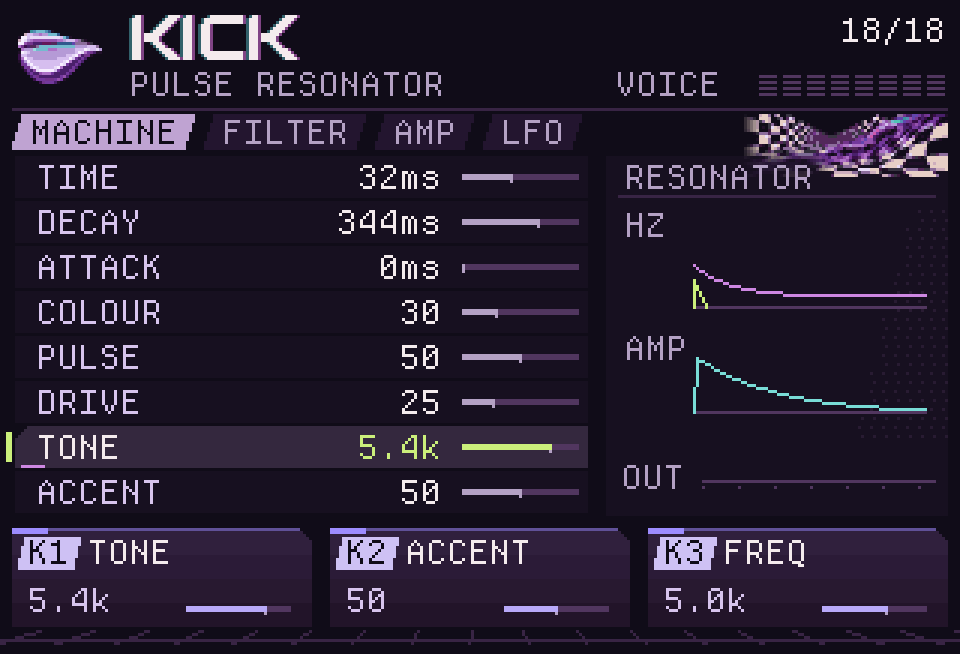 KICK
18/18
PULSE RESONATOR
VOICE
MACHINE FILTER AMP LFO
TIME 32ms
DECAY 344ms
ATTACK 0ms
COLOUR 30
PULSE 50
DRIVE 25
TONE 5.4k
ACCENT 50
RESONATOR
HZ
AMP
OUT
K1 TONE
5.4k
K2 ACCENT
50
K3 FREQ
5.0k